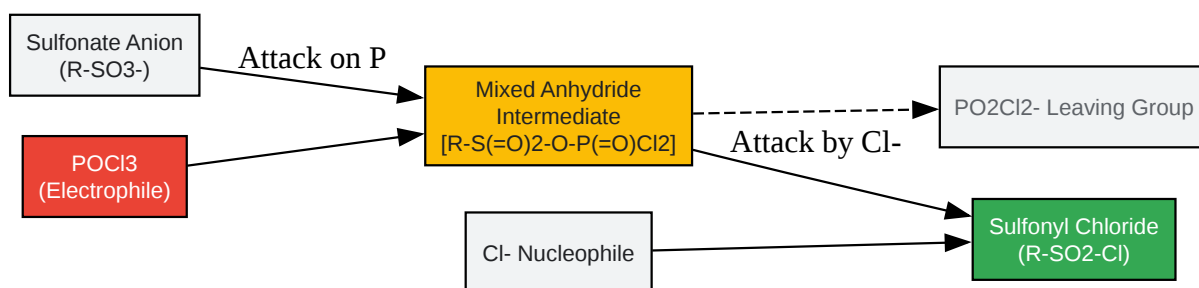 Sulfonate Anion
(R-SO3-)
Attack on P
POCl3
(Electrophile)
Mixed Anhydride
Intermediate
[R-S(=O)2-O-P(=O)Cl2]
PO2Cl2- Leaving Group
Attack by Cl-
Cl- Nucleophile
Sulfonyl Chloride
(R-SO2-Cl)